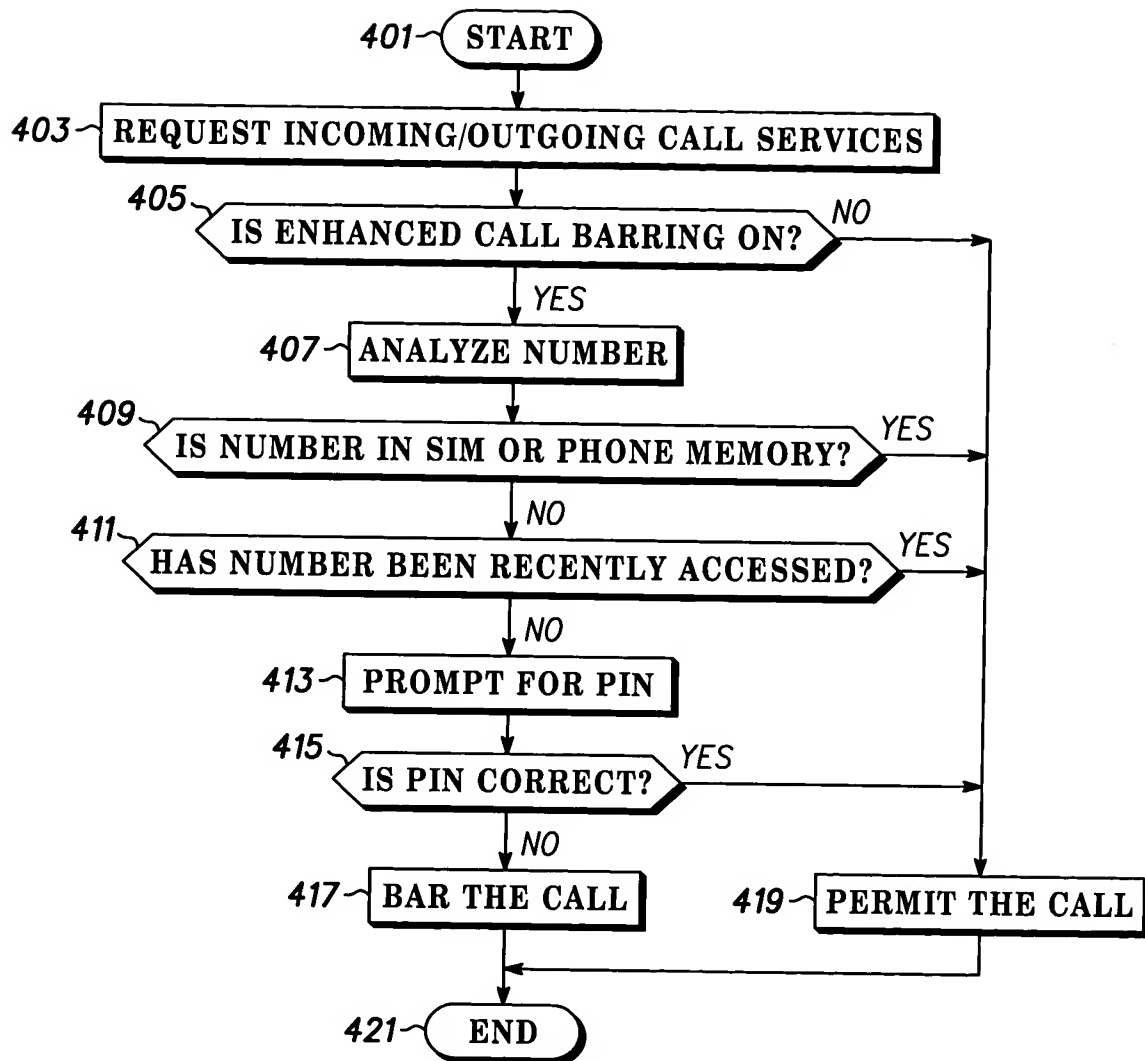 401 START
403 REQUEST INCOMING/OUTGOING CALL SERVICES
405 IS ENHANCED CALL BARRING ON? NO
YES
407 ANALYZE NUMBER
409 IS NUMBER IN SIM OR PHONE MEMORY? YES
NO
411 HAS NUMBER BEEN RECENTLY ACCESSED? YES
NO
413 PROMPT FOR PIN
415 IS PIN CORRECT? YES
NO
417 BAR THE CALL 419 PERMIT THE CALL
421 END